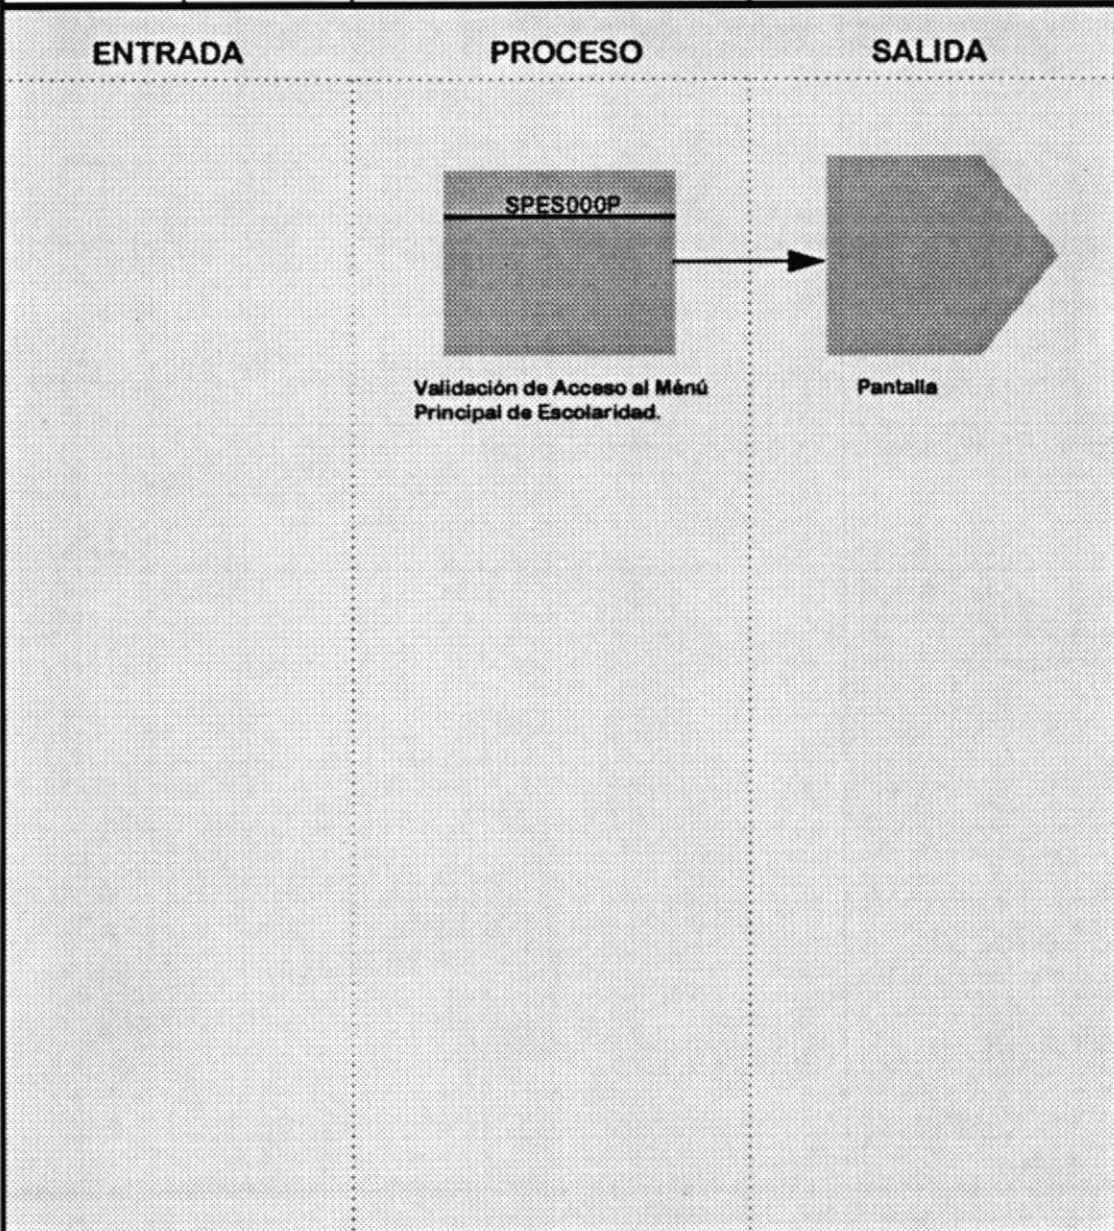 ENTRADA PROCESO SALIDA
SPES000P
Validación de Acceso al Ménú
Principal de Escolaridad.
Pantalla